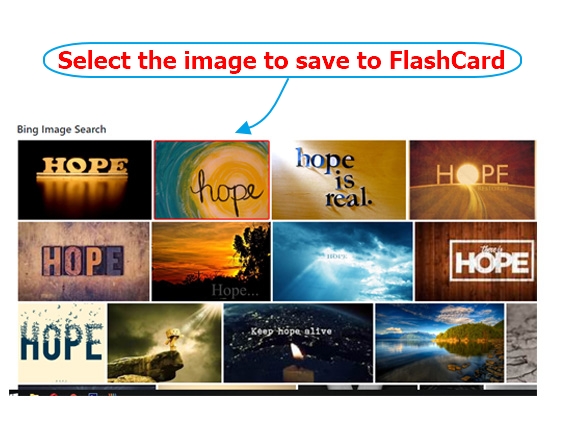 Select the image to save to FlashCard
Bing Image Search
HOPE
hope
hope
is
real.
HOPE
HOPE
Hope...
HOPE
There is
HOPE
HOPE
Keep hope alive